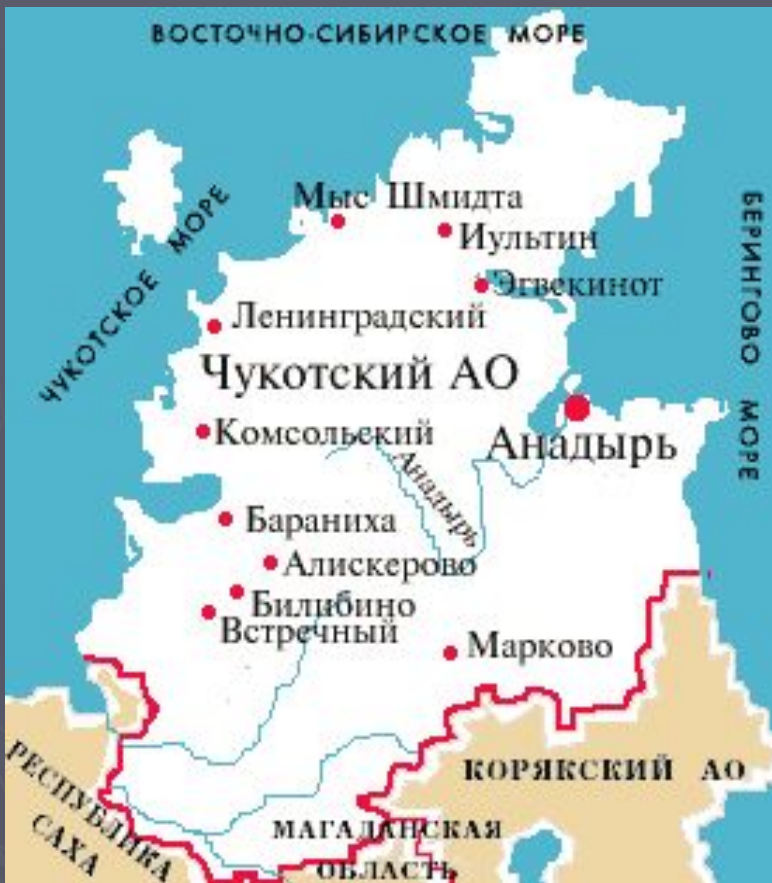 ВОСТОЧНО-СИБИРСКОЕ МОРЕ
ЧУКОТСКОЕ МОРЕ
БЕРИНГОВО МОРЕ
Мыс Шмидта
Иультин
Эгвекинот
Ленинградский
Чукотский АО
Комсольский
Анадырь
Анадырь
Бараниха
Алискерово
Билибино
Встречный
Марково
КОРЯКСКИЙ АО
РЕСПУБЛИКА
САХА
МАГАДАНСКАЯ
ОБЛАСТЬ